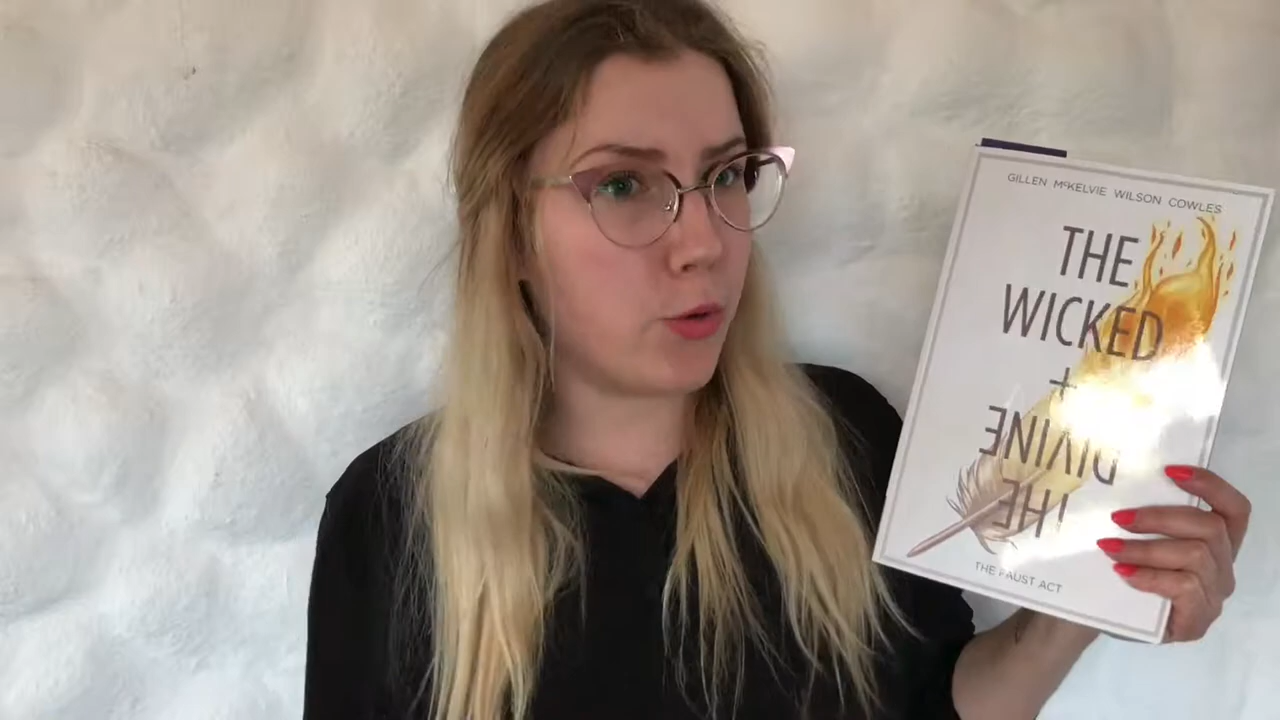 GILLEN McKELVIE WILSON COWLES
THE
WICKED
+
DIVINE
THE
THE FAUST ACT